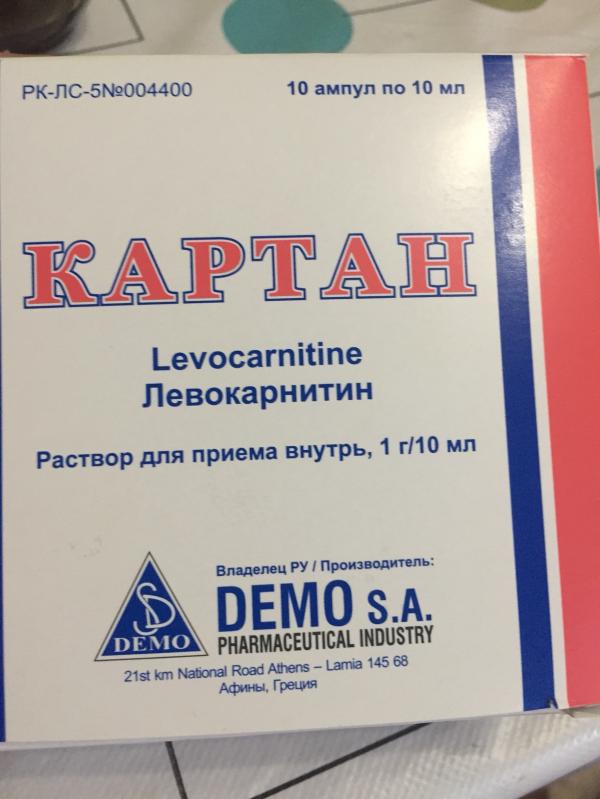 РК-ЛС-5№004400
10 ампул по 10 мл
КАРТАН
Levocarnitine
Левокарнитин
Раствор для приема внутрь, 1 г/10 мл
Владелец РУ / Производитель:
SD
DEMO
DEMO S.A.
PHARMACEUTICAL INDUSTRY
21st km National Road Athens – Lamia 145 68
Афины, Греция